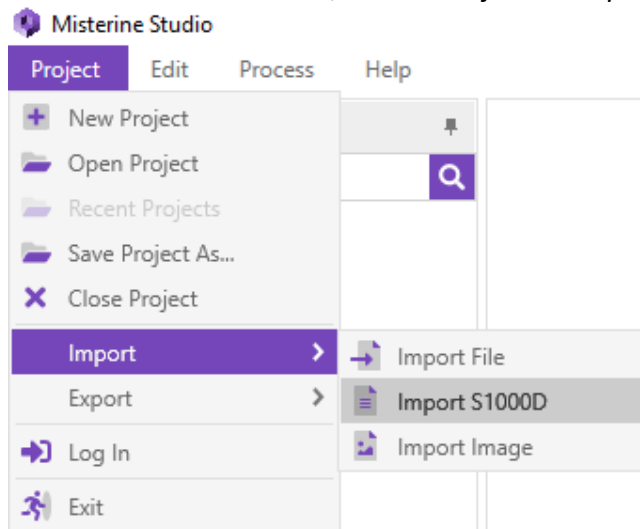 Misterine Studio
Project Edit Process Help
New Project
Open Project
Recent Projects
Save Project As...
Close Project
Import
Import File
Export
Import S1000D
Import Image
Log In
Exit